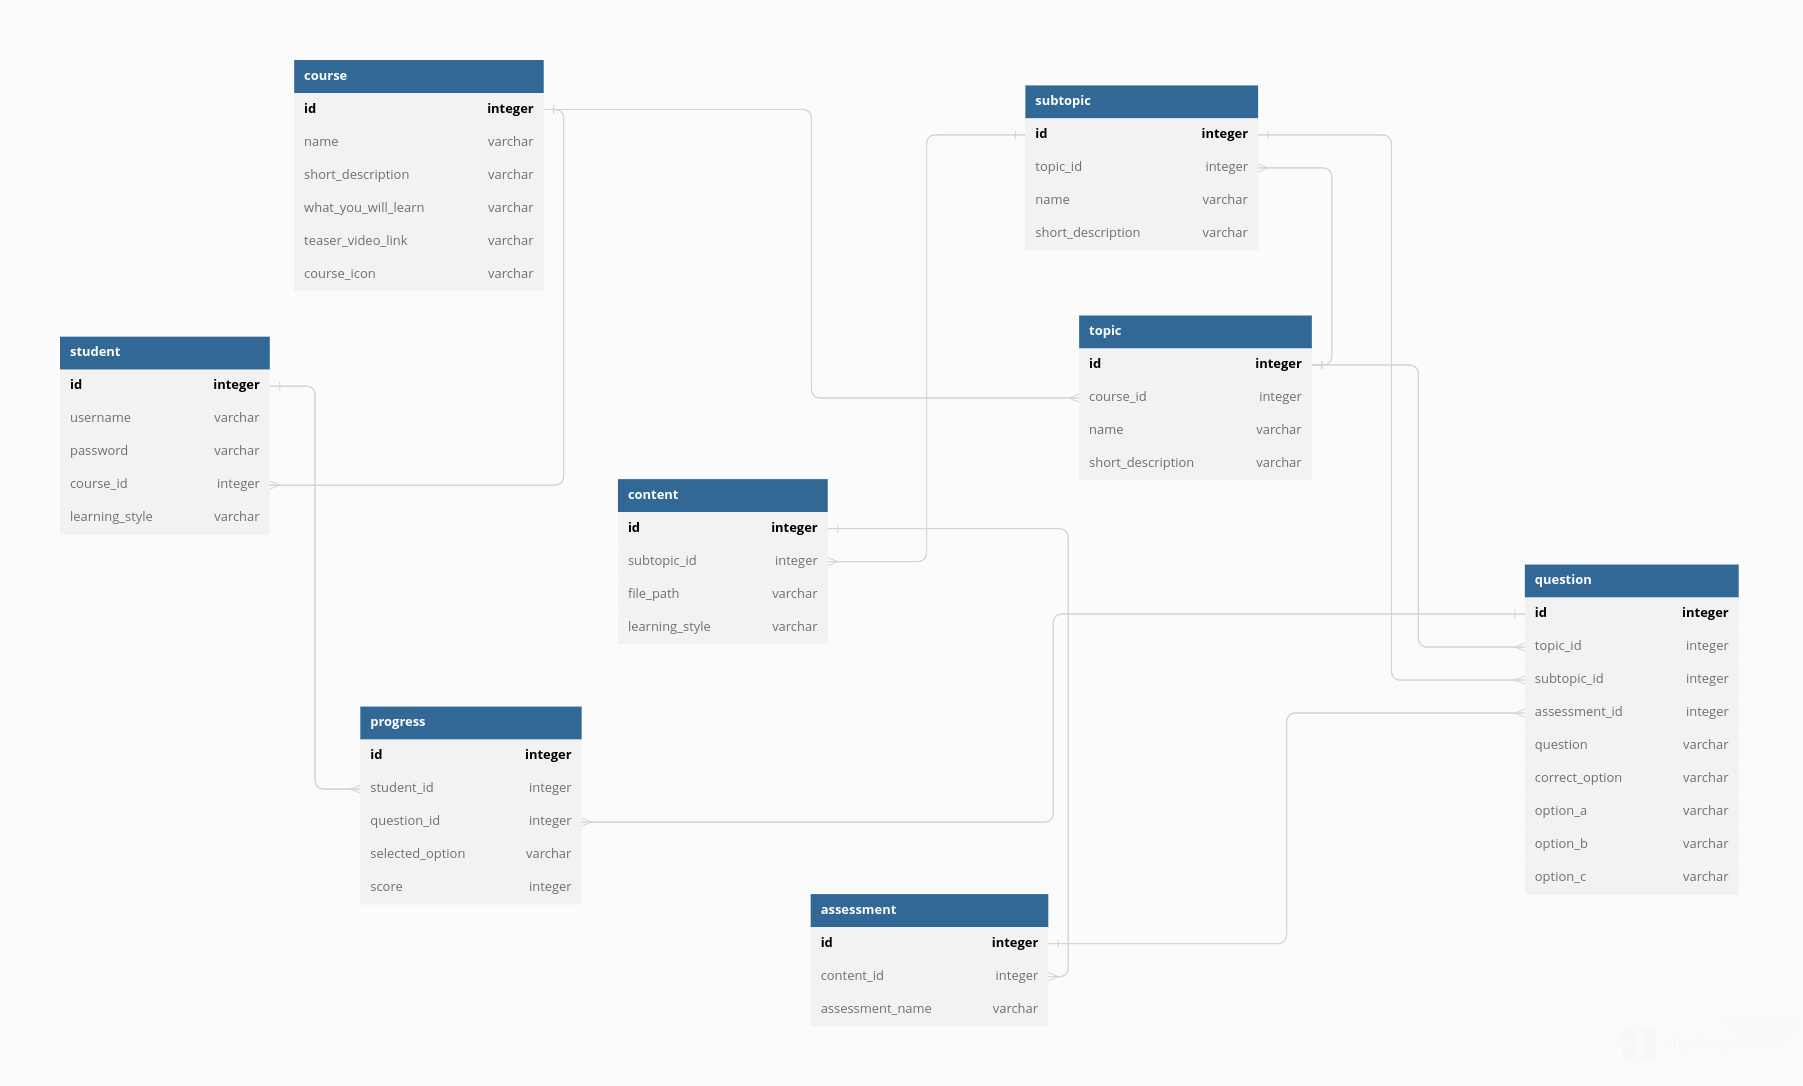 course
id integer
name varchar
short_description varchar
what_you_will_learn varchar
teaser_video_link varchar
course_icon varchar
subtopic
id integer
topic_id integer
name varchar
short_description varchar
student
id integer
username varchar
password varchar
course_id integer
learning_style varchar
topic
id integer
course_id integer
name varchar
short_description varchar
content
id integer
subtopic_id integer
file_path varchar
learning_style varchar
question
id integer
topic_id integer
subtopic_id integer
assessment_id integer
question varchar
correct_option varchar
option_a varchar
option_b varchar
option_c varchar
progress
id integer
student_id integer
question_id integer
selected_option varchar
score integer
assessment
id integer
content_id integer
assessment_name varchar